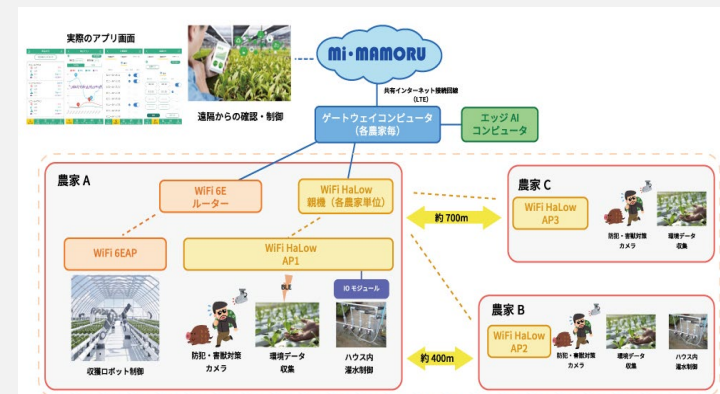 実際のアプリ画面
mi・MAMORU
遠隔からの確認・制御
共有インターネット接続回線
（LTE）
ゲートウェイコンピュータ
（各農家毎）
エッジ AI
コンピュータ
農家 A
WiFi 6E
ルーター
WiFi HaLow
親機（各農家単位）
農家 C
WiFi HaLow
AP3
防犯・害獣対策
カメラ
環境データ
収集
約 700m
WiFi 6EAP
WiFi HaLow
AP1
BLE
IO モジュール
収穫ロボット制御
防犯・害獣対策
カメラ
環境データ
収集
ハウス内
灌水制御
約 400m
農家 B
WiFi HaLow
AP2
防犯・害獣対策
カメラ
環境データ
収集
ハウス内
灌水制御